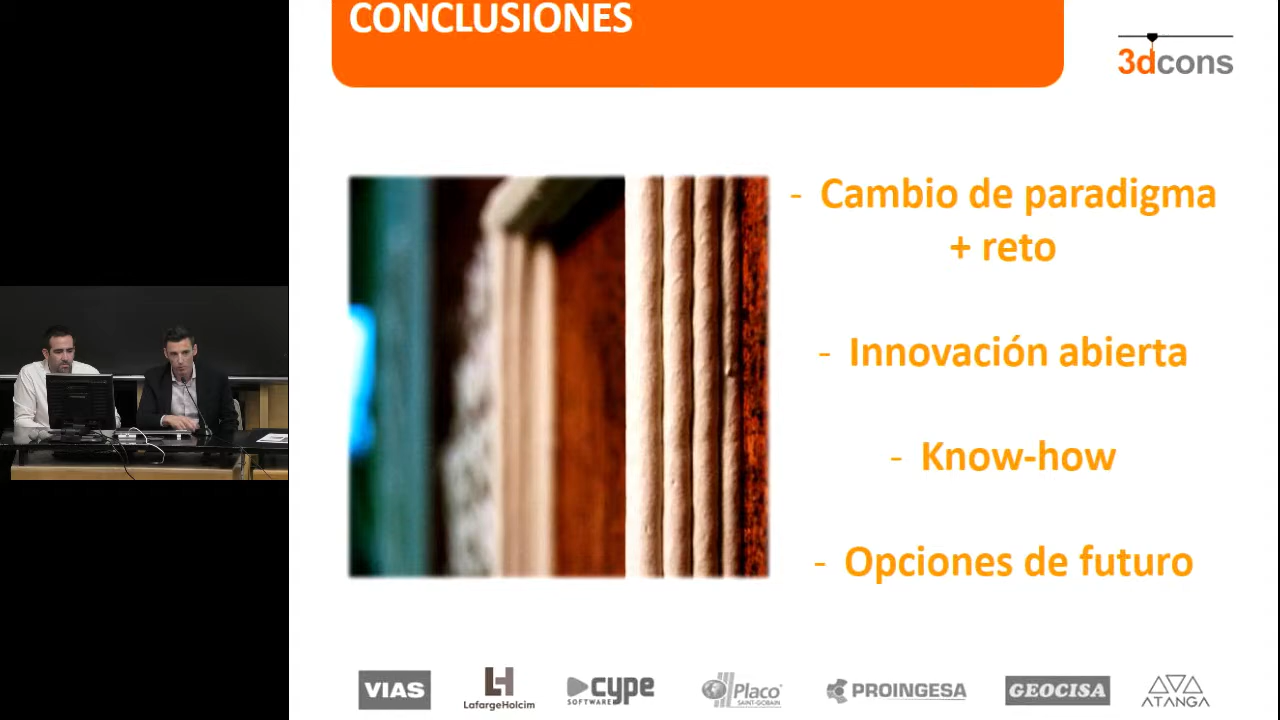 CONCLUSIONES
3dcons
- Cambio de paradigma
+ reto
- Innovación abierta
- Know-how
- Opciones de futuro
VIAS
LafargeHolcim
cype
SOFTWARE
Placo
SAINT-GOBAIN
PROINGESA
GEOCISA
ATANGA